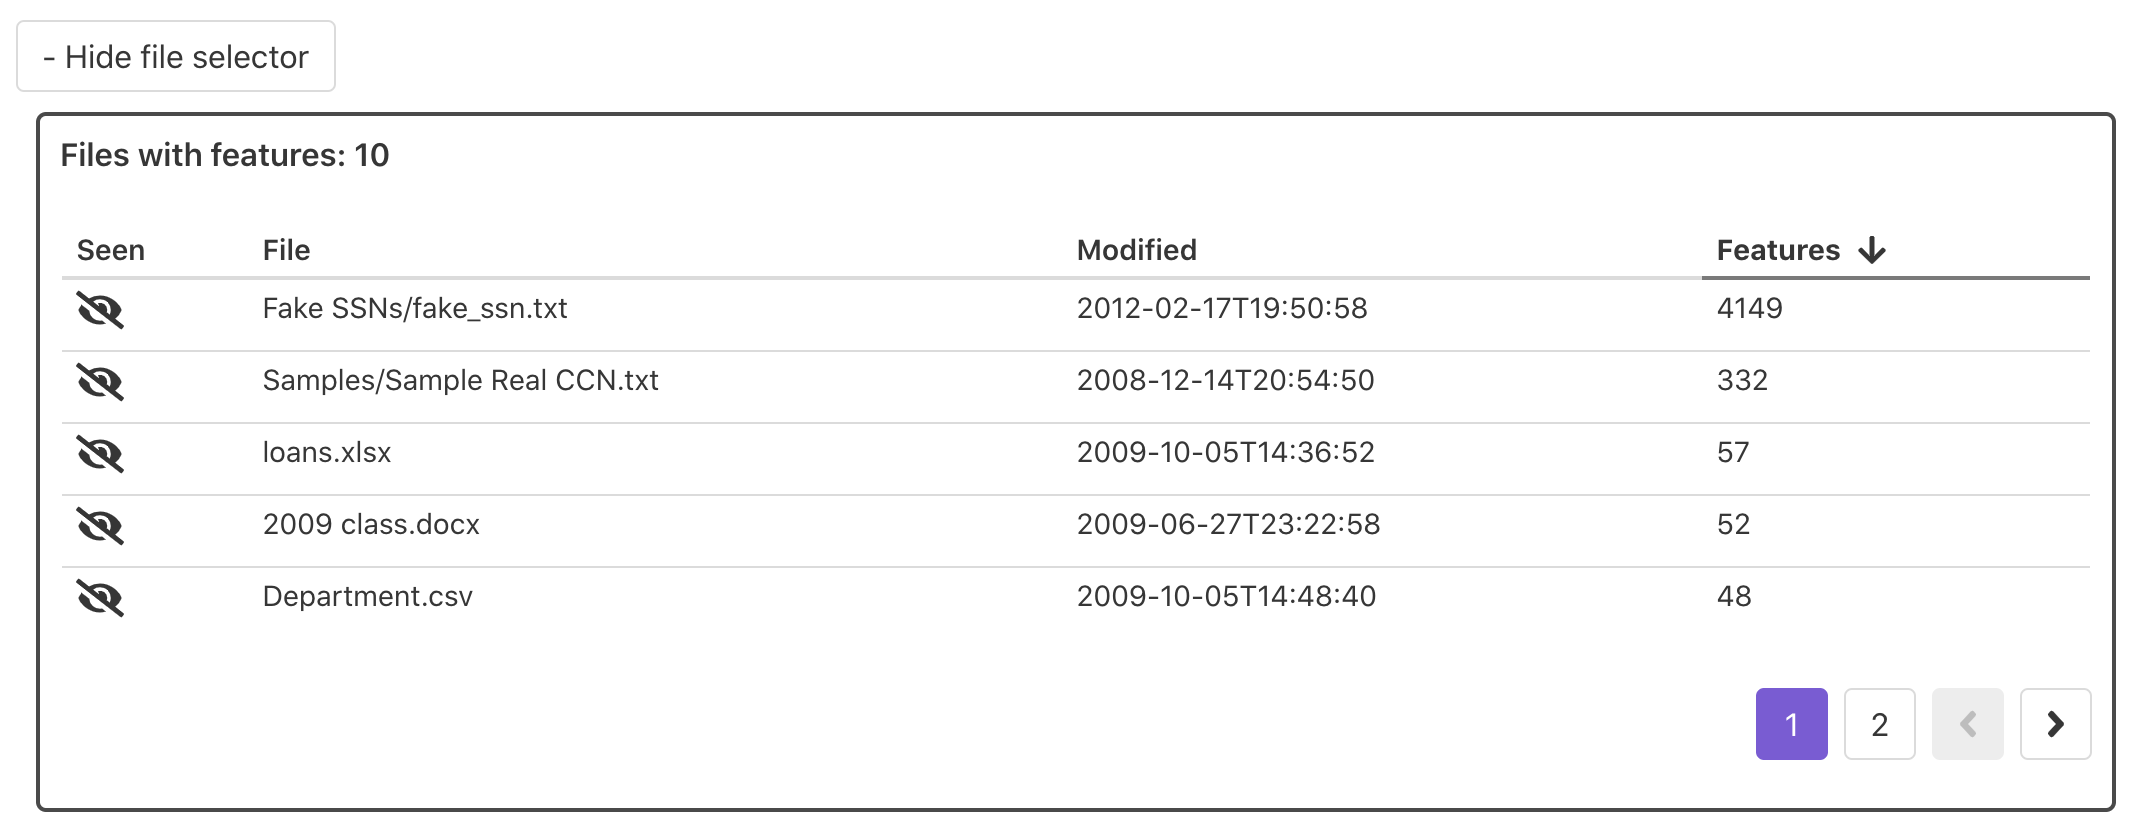 - Hide file selector
Files with features: 10
Seen File Modified Features
Fake SSNs/fake_ssn.txt 2012-02-17T19:50:58 4149
Samples/Sample Real CCN.txt 2008-12-14T20:54:50 332
loans.xlsx 2009-10-05T14:36:52 57
2009 class.docx 2009-06-27T23:22:58 52
Department.csv 2009-10-05T14:48:40 48
1 2